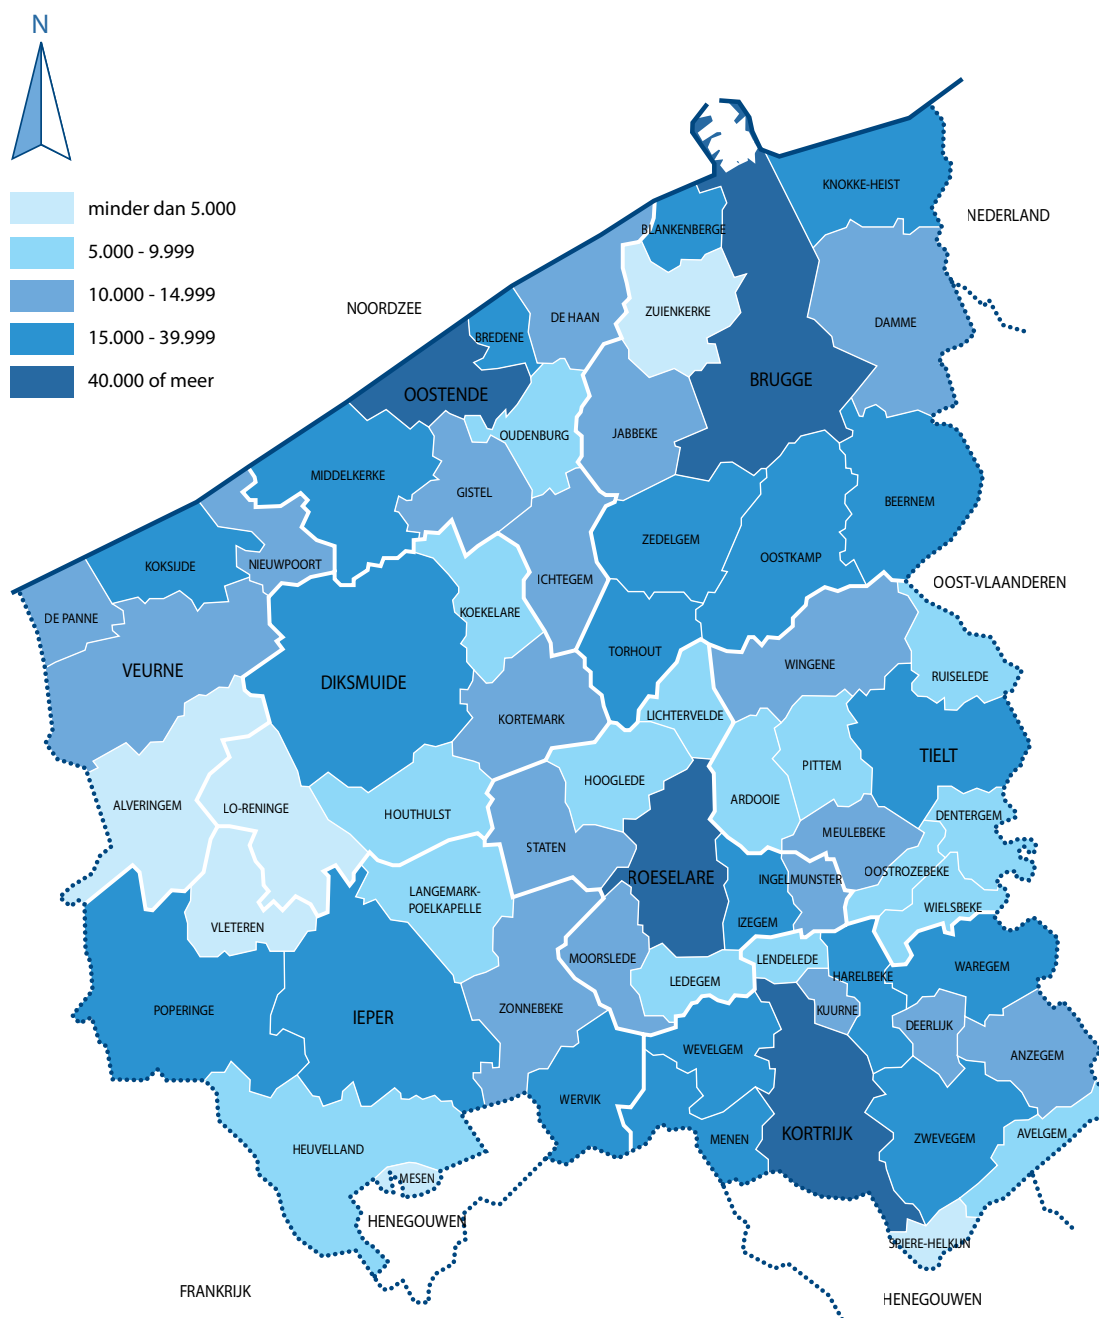 N
minder dan 5.000
5.000 - 9.999
10.000 - 14.999
15.000 - 39.999
40.000 of meer
KNOKKE-HEIST
NEDERLAND
BLANKENBERGE
NOORDZEE
ZUIENKERKE
DE HAAN
DAMME
BREDENE
BRUGGE
OOSTENDE
OUDENBURG
JABBEKE
MIDDELKERKE
GISTEL
BEERNEM
ZEDELGEM
OOSTKAMP
KOKSIJDE
NIEUWPOORT
ICHTEGEM
OOST-VLAANDEREN
DE PANNE
KOEKELARE
TORHOUT
WINGENE
VEURNE
DIKSMUIDE
RUISELEDE
KORTEMARK
LICHTERVELDE
TIELT
PITTEM
HOOGLEDE
ARDOOIE
ALVERINGEM
LO-RENINGE
HOUTHULST
DENTERGEM
MEULEBEKE
STATEN
OOSTROZEBEKE
ROESELARE
INGELMUNSTER
LANGEMARK-
POELKAPELLE
WIELSBEKE
VLETEREN
IZEGEM
MOORSLEDE
LENDELEDE
HARELBEKE
WAREGEM
LEDEGEM
POPERINGE
IEPER
ZONNEBEKE
KUURNE
DEERLIJK
WEVELGEM
ANZEGEM
WERVIK
MENEN
KORTRIJK
ZWEVEGEM
AVELGEM
HEUVELLAND
MESEN
HENEGOUWEN
SPIERE-HELKIJN
FRANKRIJK
HENEGOUWEN